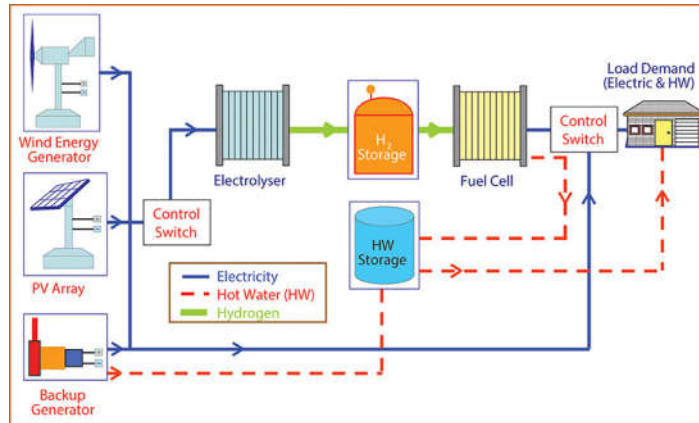 Wind Energy
Generator
PV Array
Backup
Generator
Control
Switch
Electrolyser
H2
Storage
Fuel Cell
Control
Switch
Load Demand
(Electric & HW)
HW
Storage
Electricity
Hot Water (HW)
Hydrogen